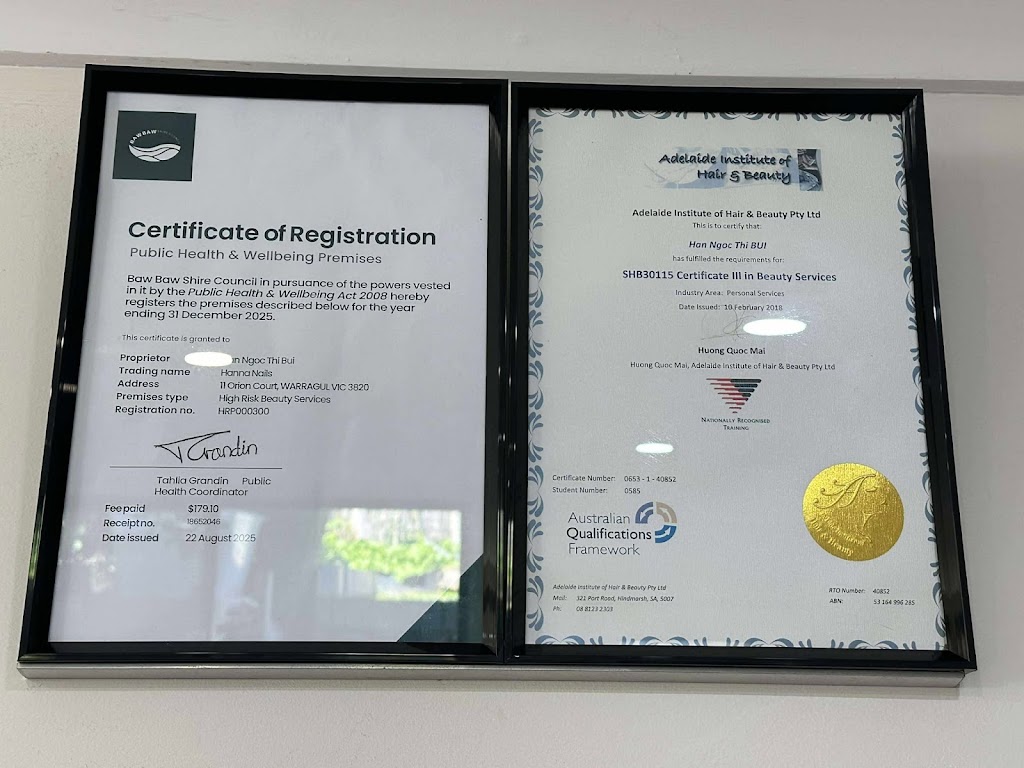 BAW BAW
Certificate of Registration
Public Health & Wellbeing Premises
Baw Baw Shire Council in pursuance of the powers vested
in it by the Public Health & Wellbeing Act 2008 hereby
registers the premises described below for the year
ending 31 December 2025.
This certificate is granted to
Proprietor n Ngoc Thi Bui
Trading name Hanna Nails
Address 11 Orion Court, WARRAGUL VIC 3820
Premises type High Risk Beauty Services
Registration no. HRP000300
T Grandin
Tahlia Grandin Public
Health Coordinator
Fee paid $179.10
Receipt no. 18652046
Date issued 22 August 2025
Adelaide Institute of
Hair & Beauty
Adelaide Institute of Hair & Beauty Pty Ltd
This is to certify that:
Han Ngoc Thi BUI
has fulfilled the requirements for:
SHB30115 Certificate III in Beauty Services
Industry Area: Personal Services
Date Issued: 10 February 2018
Huong Quoc Mai
Huong Quoc Mai, Adelaide Institute of Hair & Beauty Pty Ltd
NATIONALLY RECOGNISED
TRAINING
Certificate Number: 0653 - 1 - 40852
Student Number: 0585
Australian
Qualifications
Framework
Adelaide Institute of Hair & Beauty Pty Ltd
Mail: 321 Port Road, Hindmarsh, SA, 5007
Ph: 08 8123 2303
& Beauty
RTO Number: 40852
ABN: 53 164 996 285